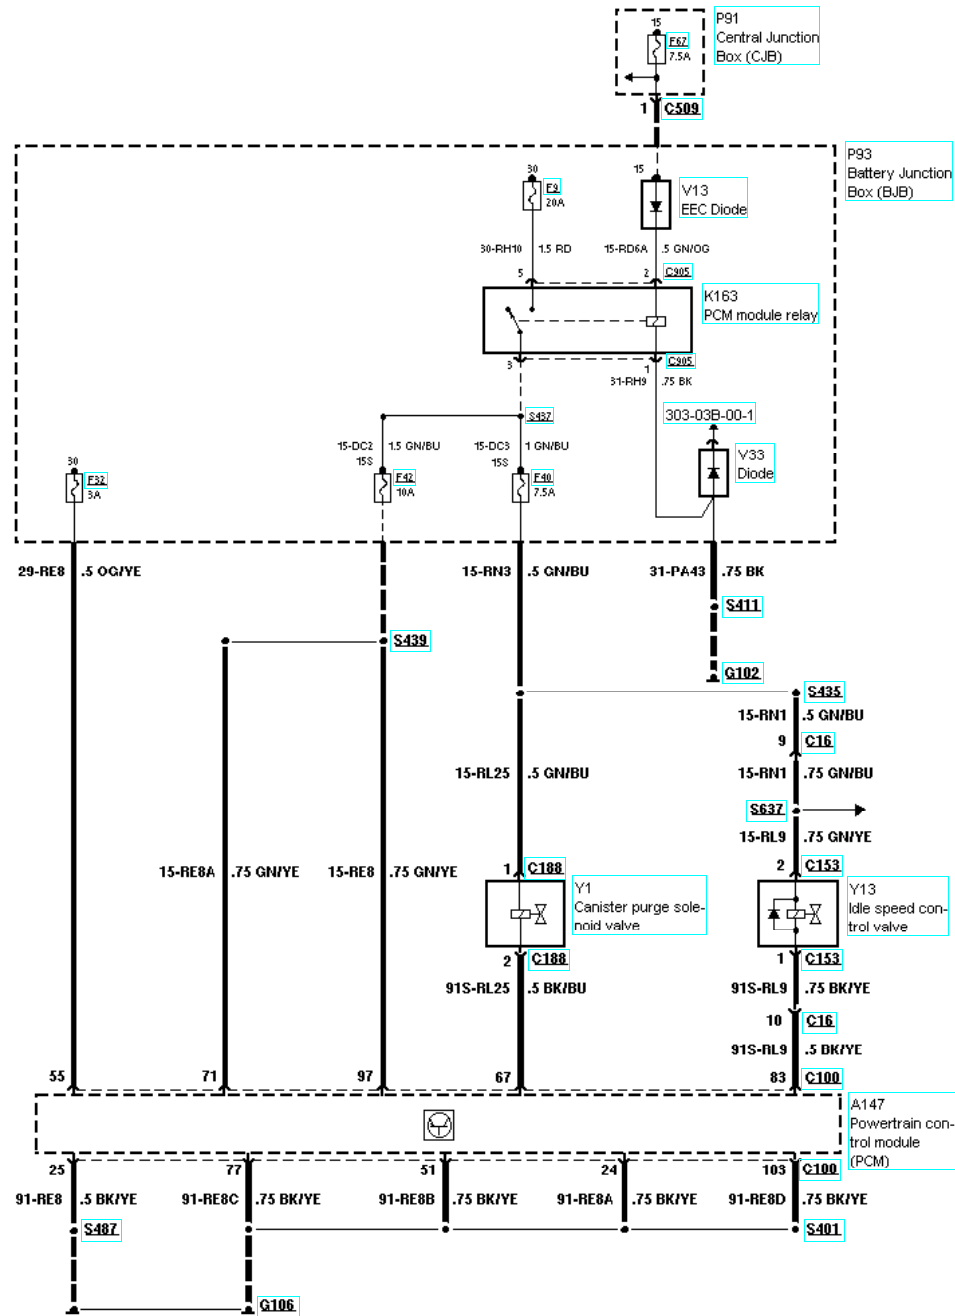 15
F67
7.5A
P91
Central Junction
Box (CJB)
1
C509
P93
Battery Junction
Box (BJB)
30
F9
20A
15
V13
EEC Diode
30-RH10
1.5 RD
15-RD6A
.5 GN/OG
5
2
C905
K163
PCM module relay
3
1
C905
31-RH9
.75 BK
S437
303-03B-00-1
15-DC2
1.5 GN/BU
15S
15-DC3
1 GN/BU
15S
V33
Diode
30
F32
3A
F42
10A
F40
7.5A
29-RE8
.5 OG/YE
15-RN3
.5 GN/BU
31-PA43
.75 BK
S411
S439
G102
S435
15-RN1
.5 GN/BU
9
C16
15-RL25
.5 GN/BU
15-RN1
.75 GN/BU
S637
15-RL9
.75 GN/YE
15-RE8A
.75 GN/YE
15-RE8
.75 GN/YE
1
C188
2
C153
Y1
Canister purge sole-
noid valve
Y13
Idle speed con-
trol valve
2
C188
1
C153
91S-RL25
.5 BK/BU
91S-RL9
.75 BK/YE
10
C16
91S-RL9
.5 BK/YE
55
71
97
67
83
C100
A147
Powertrain con-
trol module
(PCM)
25
77
51
24
103
C100
91-RE8
.5 BK/YE
91-RE8C
.75 BK/YE
91-RE8B
.75 BK/YE
91-RE8A
.75 BK/YE
91-RE8D
.75 BK/YE
S487
S401
G106